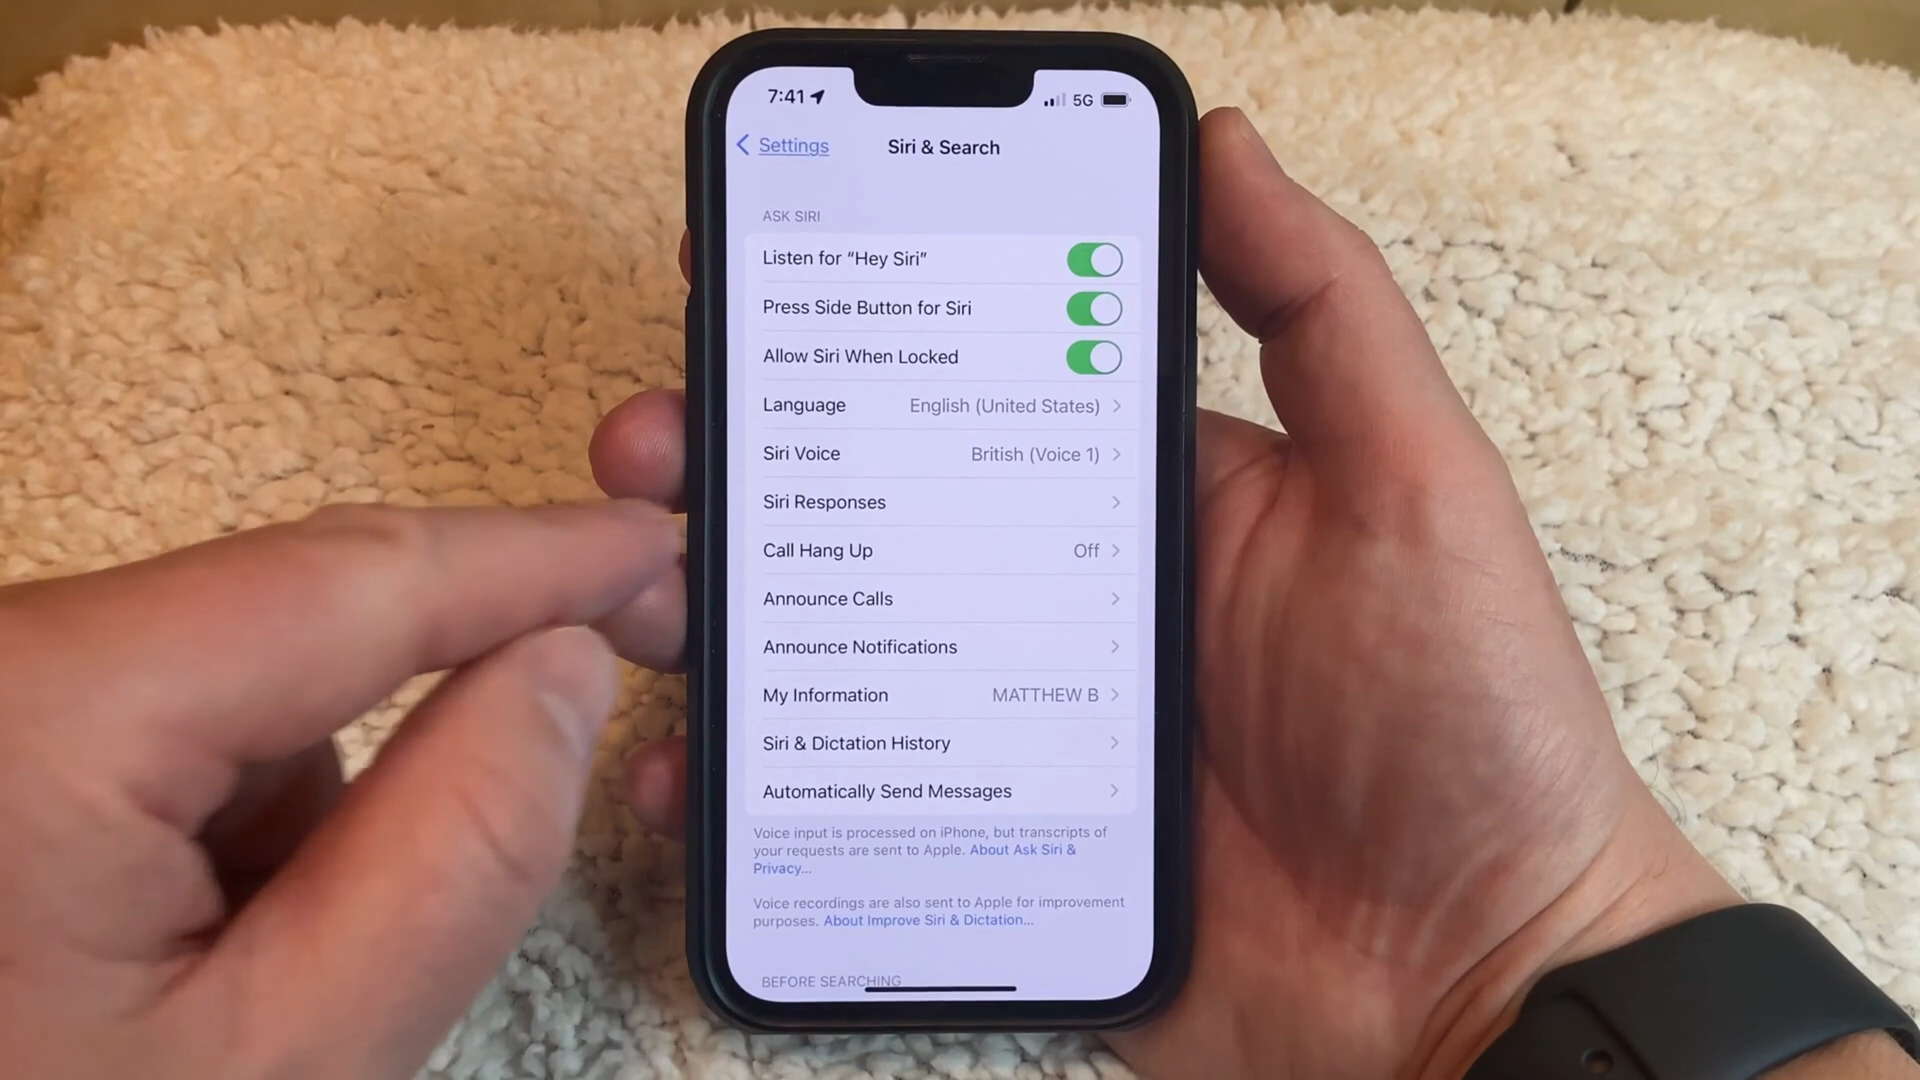 7:41 5G
Settings Siri & Search
ASK SIRI
Listen for “Hey Siri”
Press Side Button for Siri
Allow Siri When Locked
Language English (United States)
Siri Voice British (Voice 1)
Siri Responses
Call Hang Up Off
Announce Calls
Announce Notifications
My Information MATTHEW B
Siri & Dictation History
Automatically Send Messages
Voice input is processed on iPhone, but transcripts of
your requests are sent to Apple. About Ask Siri &
Privacy...
Voice recordings are also sent to Apple for improvement
purposes. About Improve Siri & Dictation...
BEFORE SEARCHING